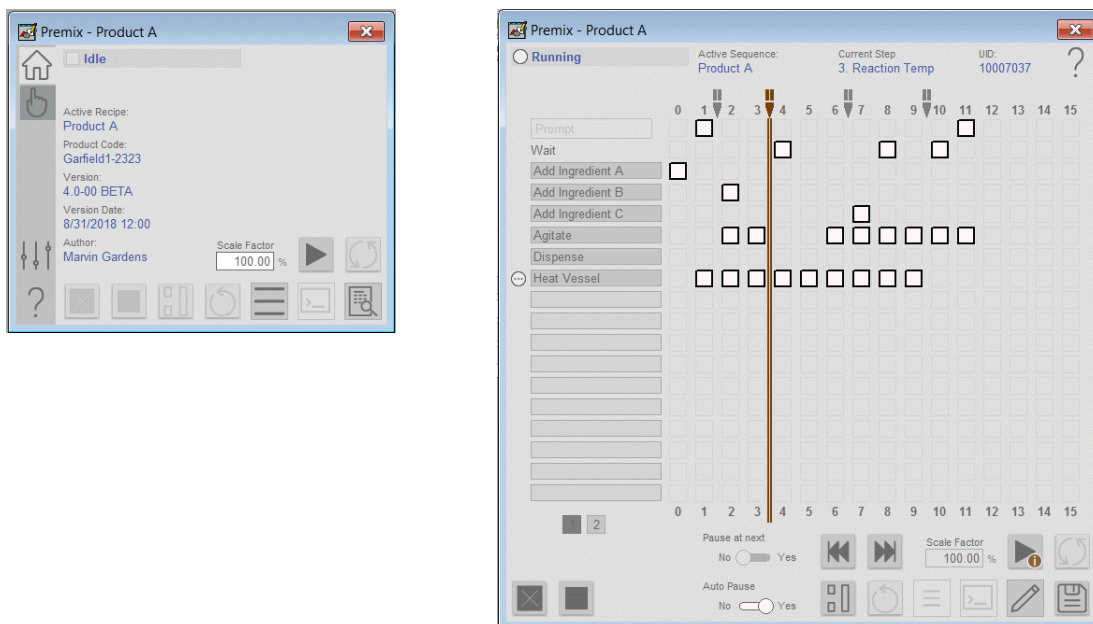 Premix - Product A
Idle
Active Recipe:
Product A
Product Code:
Garfield1-2323
Version:
4.0-00 BETA
Version Date:
8/31/2018 12:00
Author:
Marvin Gardens
Scale Factor
100.00 %
?
Premix - Product A
Running
Active Sequence:
Product A
Current Step
3. Reaction Temp
UID:
10007037
?
0 1 2 3 4 5 6 7 8 9 10 11 12 13 14 15
Prompt
Wait
Add Ingredient A
Add Ingredient B
Add Ingredient C
Agitate
Dispense
Heat Vessel
0 1 2 3 4 5 6 7 8 9 10 11 12 13 14 15
1 2
Pause at next
No Yes
Scale Factor
100.00 %
Auto Pause
No Yes